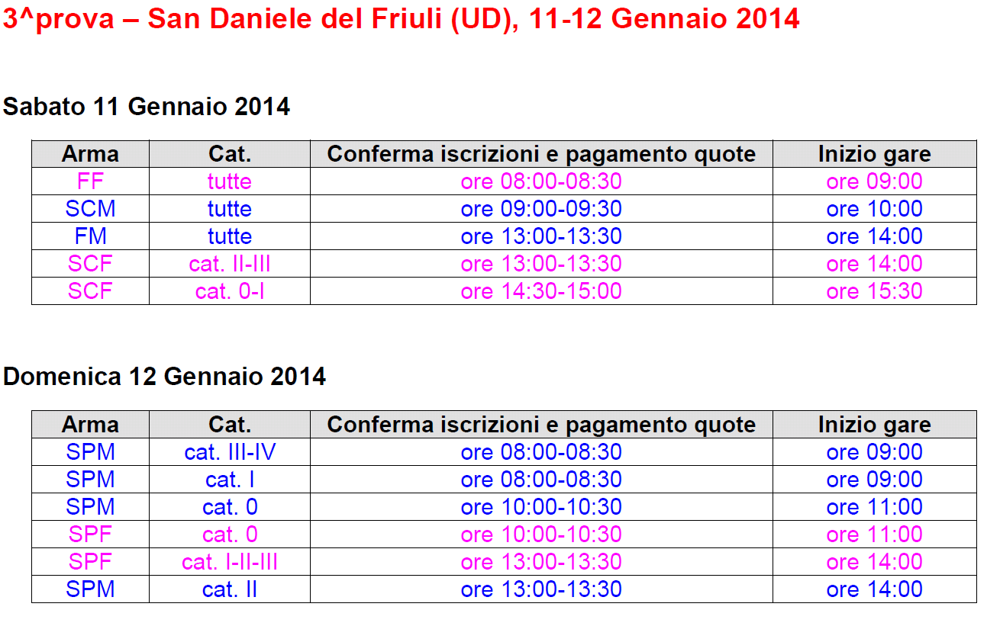 3^prova – San Daniele del Friuli (UD), 11-12 Gennaio 2014
Sabato 11 Gennaio 2014
Arma Cat. Conferma iscrizioni e pagamento quote Inizio gare
FF tutte ore 08:00-08:30 ore 09:00
SCM tutte ore 09:00-09:30 ore 10:00
FM tutte ore 13:00-13:30 ore 14:00
SCF cat. II-III ore 13:00-13:30 ore 14:00
SCF cat. 0-I ore 14:30-15:00 ore 15:30
Domenica 12 Gennaio 2014
Arma Cat. Conferma iscrizioni e pagamento quote Inizio gare
SPM cat. III-IV ore 08:00-08:30 ore 09:00
SPM cat. I ore 08:00-08:30 ore 09:00
SPM cat. 0 ore 10:00-10:30 ore 11:00
SPF cat. 0 ore 10:00-10:30 ore 11:00
SPF cat. I-II-III ore 13:00-13:30 ore 14:00
SPM cat. II ore 13:00-13:30 ore 14:00